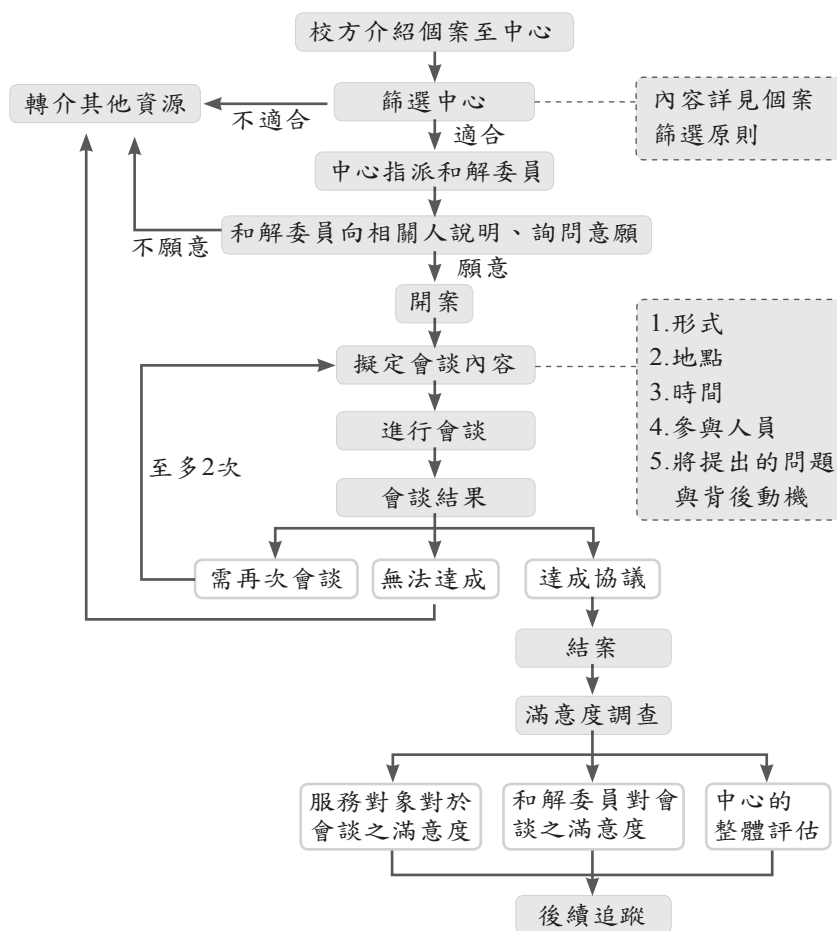 校方介紹個案至中心
轉介其他資源
不適合
篩選中心
內容詳見個案
篩選原則
適合
中心指派和解委員
不願意
和解委員向相關人說明、詢問意願
願意
開案
擬定會談內容
1.形式
2.地點
3.時間
4.參與人員
5.將提出的問題
與背後動機
進行會談
至多2次
會談結果
需再次會談
無法達成
達成協議
結案
滿意度調查
服務對象對於
會談之滿意度
和解委員對會
談之滿意度
中心的
整體評估
後續追蹤